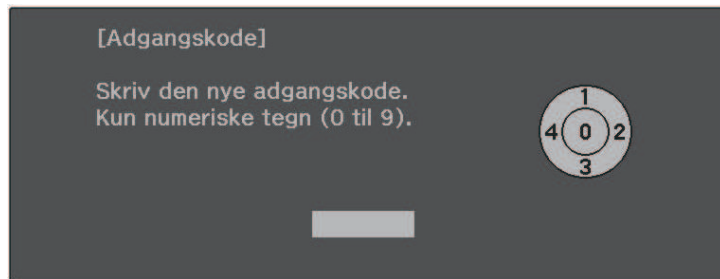 [Adgangskode]
Skriv den nye adgangskode.
Kun numeriske tegn (0 til 9).
1
4 0 2
3